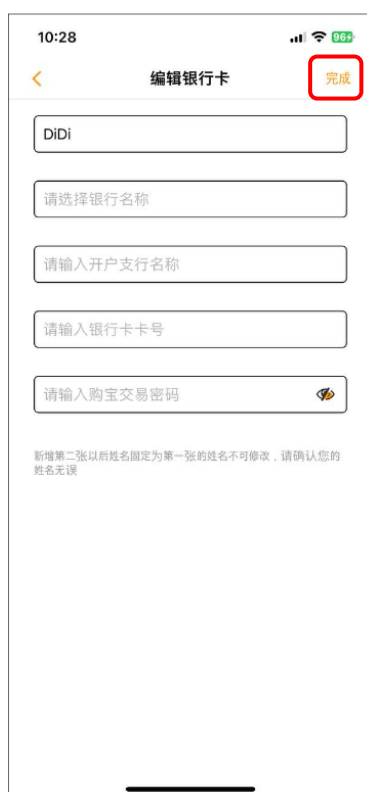 10:28
96
编辑银行卡
完成
DiDi
请选择银行名称
请输入开户支行名称
请输入银行卡卡号
请输入购宝交易密码
新增第二张以后姓名固定为第一张的姓名不可修改，请确认您的
姓名无误